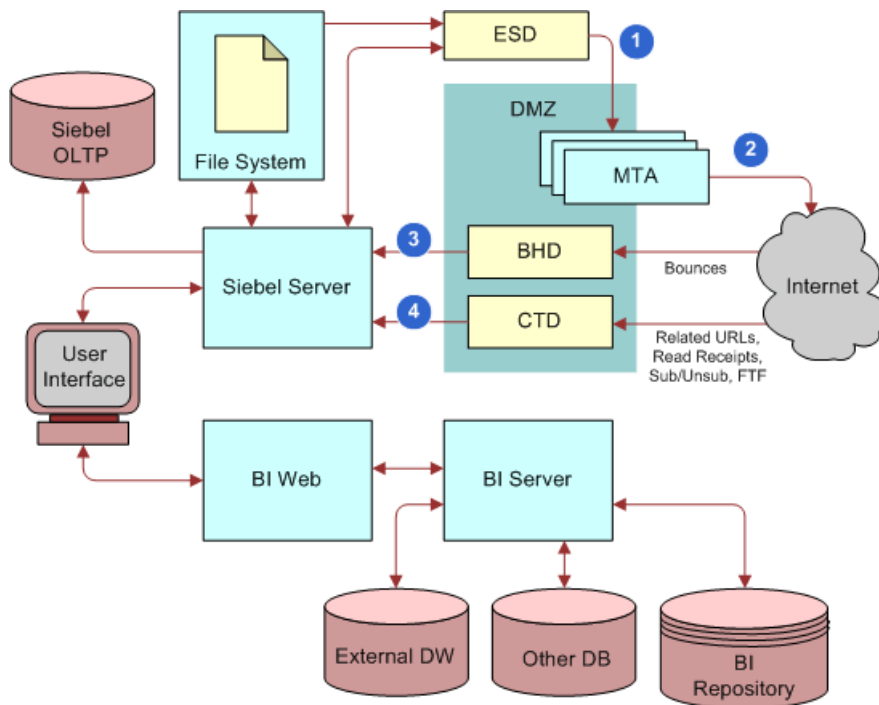 ESD
1
DMZ
Siebel
OLTP
File System
MTA
2
3
BHD
Bounces
Internet
Siebel Server
4
CTD
Related URLs,
Read Receipts,
Sub/Unsub, FTF
User
Interface
BI Web
BI Server
External DW
Other DB
BI
Repository